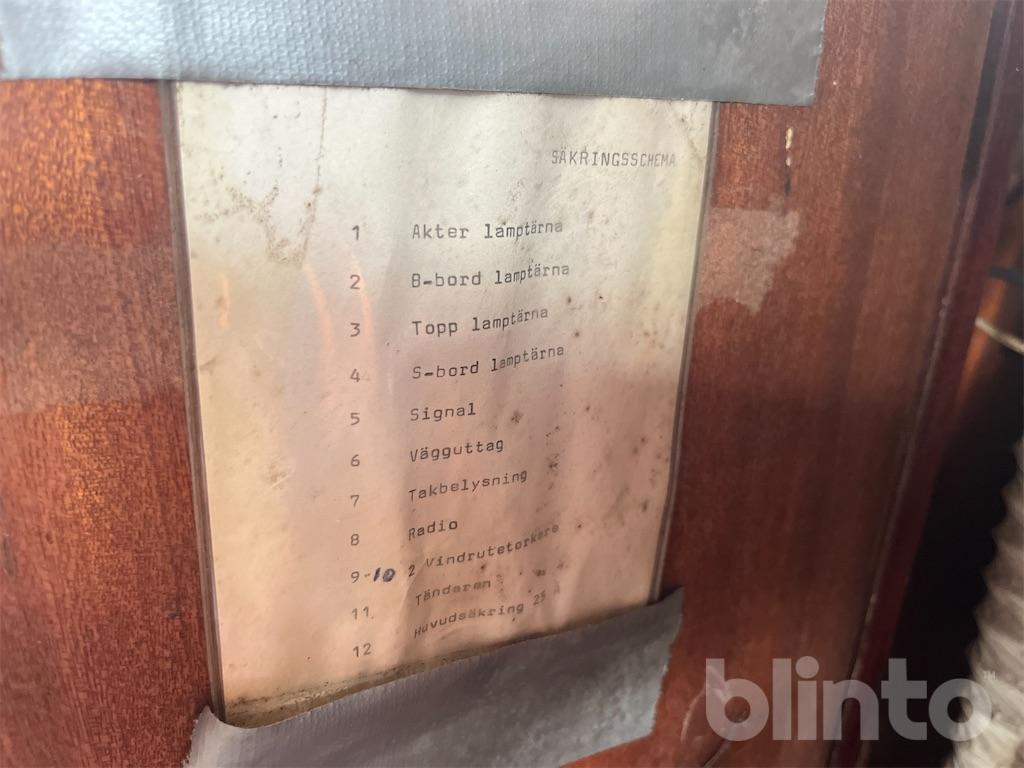 SÄKRINGSSCHEMA
1 Akter lamptärna
2 B-bord lamptärna
3 Topp lamptärna
4 S-bord lamptärna
5 Signal
6 Vägguttag
7 Takbelysning
8 Radio
9-10 2 Vindrutetorkare
11 Tändaren
12 Huvudsäkring 25 A
blinto™